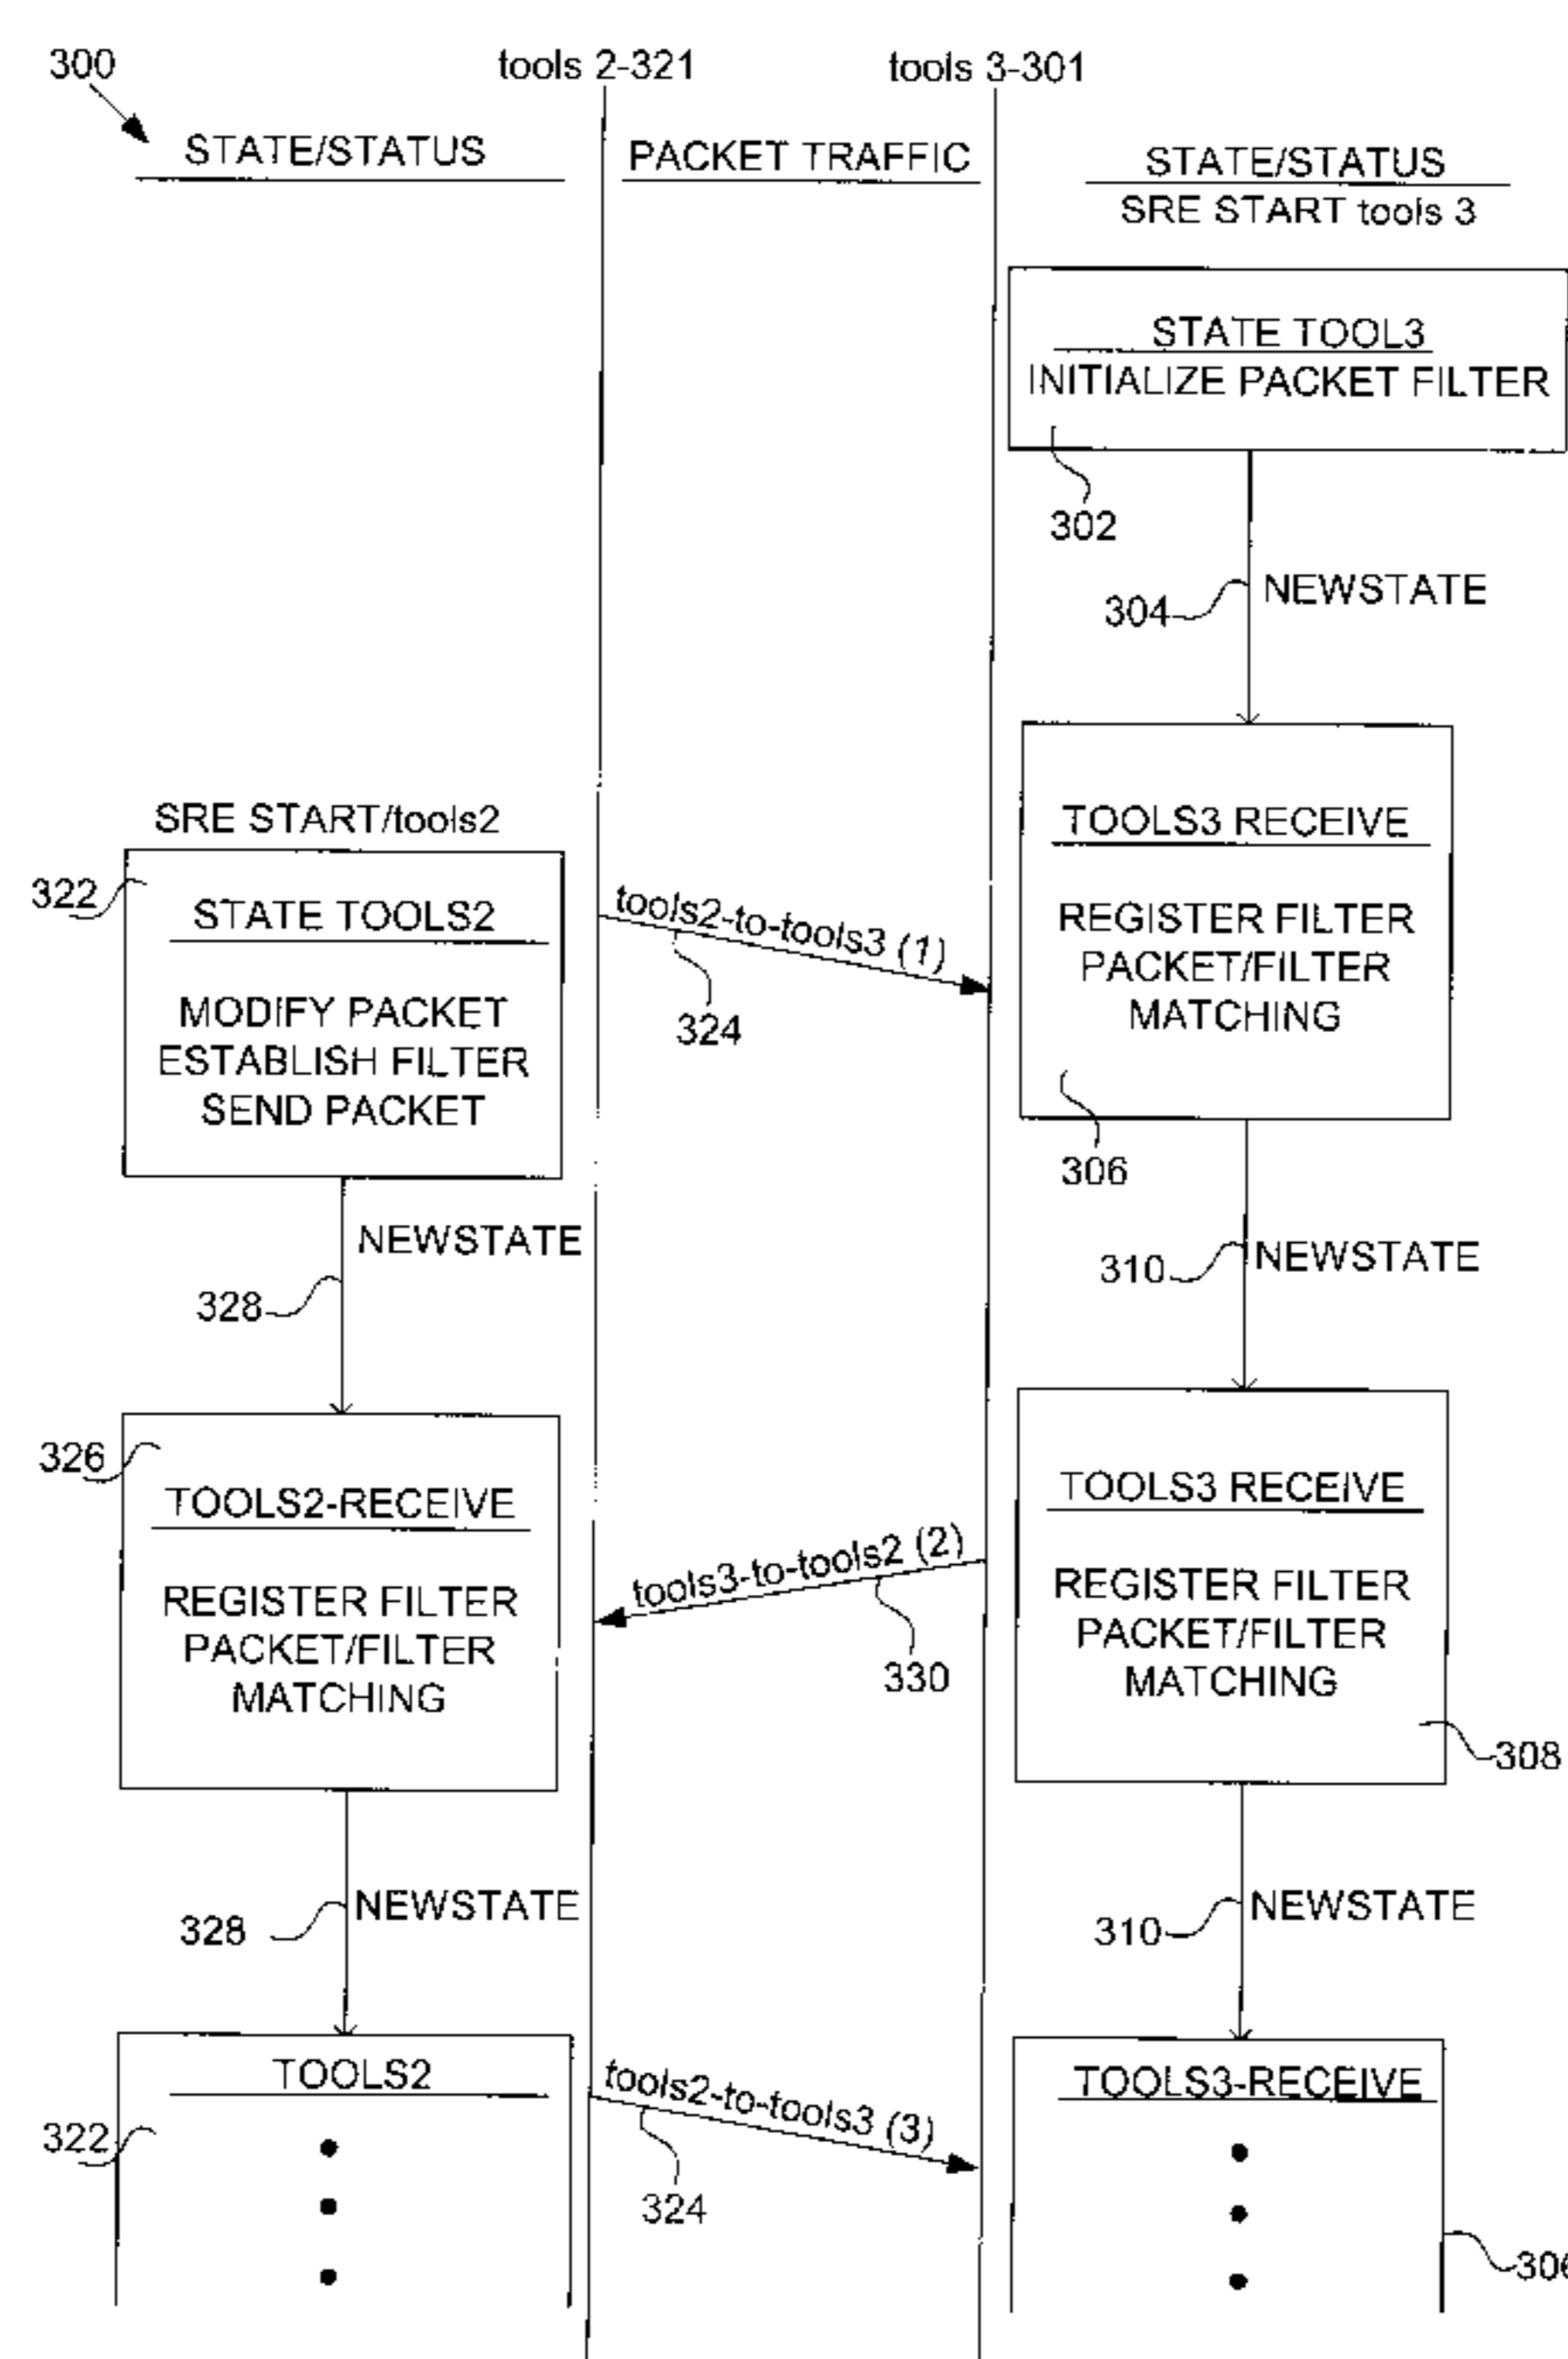 300
tools 2-321
tools 3-301
STATE/STATUS
PACKET TRAFFIC
STATE/STATUS
SRE START tools 3
STATE TOOL3
INITIALIZE PACKET FILTER
302
304
NEWSTATE
SRE START/tools2
322
STATE TOOLS2
MODIFY PACKET
ESTABLISH FILTER
SEND PACKET
tools2-to-tools3 (1)
324
TOOLS3 RECEIVE
REGISTER FILTER
PACKET/FILTER
MATCHING
306
NEWSTATE
328
310
NEWSTATE
326
TOOLS2-RECEIVE
REGISTER FILTER
PACKET/FILTER
MATCHING
tools3-to-tools2 (2)
330
TOOLS3 RECEIVE
REGISTER FILTER
PACKET/FILTER
MATCHING
308
328
NEWSTATE
310
NEWSTATE
TOOLS2
322
tools2-to-tools3 (3)
324
TOOLS3-RECEIVE
306